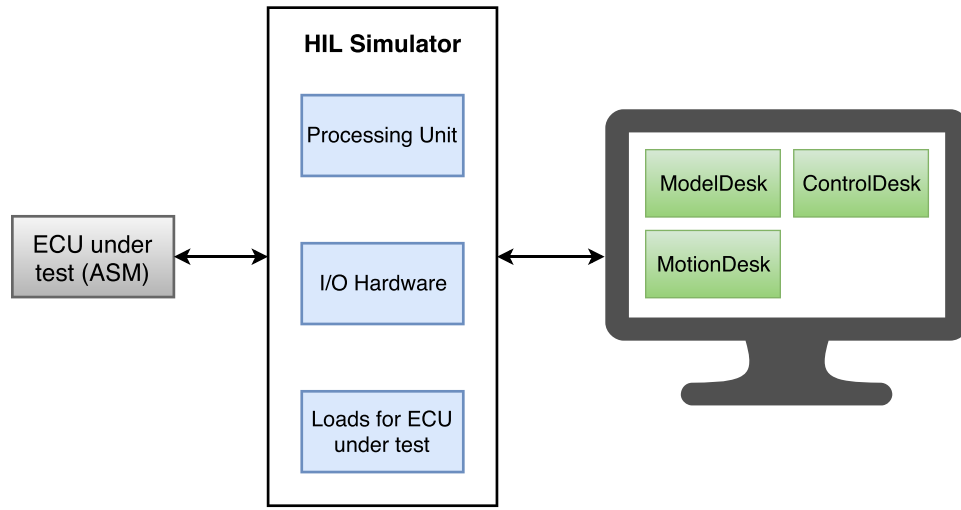 HIL Simulator
Processing Unit
I/O Hardware
Loads for ECU
under test
ECU under
test (ASM)
ModelDesk
ControlDesk
MotionDesk